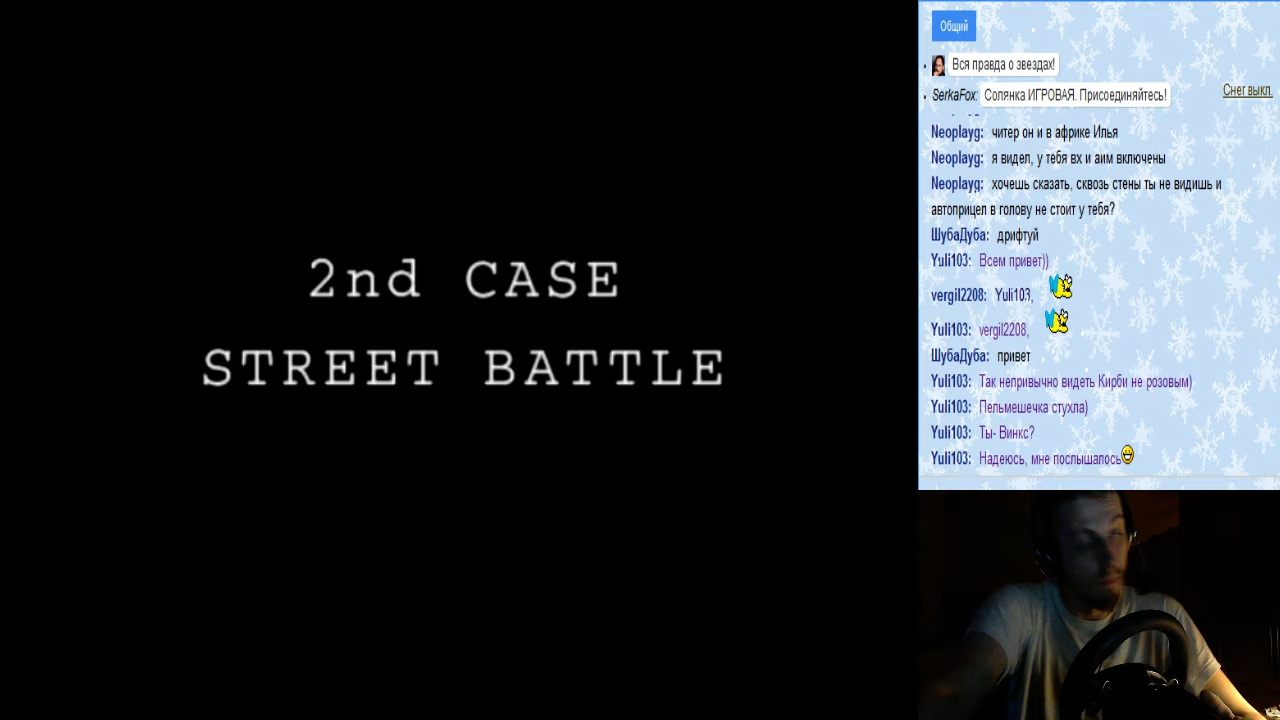 2nd CASE
STREET BATTLE
Общий
Вся правда о звездах!
SerkaFox: Солянка ИГРОВАЯ. Присоединяйтесь!
Снег выкл.
Neoplayg: читер он и в африке Илья
Neoplayg: я видел, у тебя вх и аим включены
Neoplayg: хочешь сказать, сквозь стены ты не видишь и
автоприцел в голову не стоит у тебя?
ШубаДуба: дрифтуй
Yuli103: Всем привет))
vergil2208: Yuli103,
Yuli103: vergil2208,
ШубаДуба: привет
Yuli103: Так непривычно видеть Кирби не розовым)
Yuli103: Пельмешечка стухла)
Yuli103: Ты- Винкс?
Yuli103: Надеюсь, мне послышалось